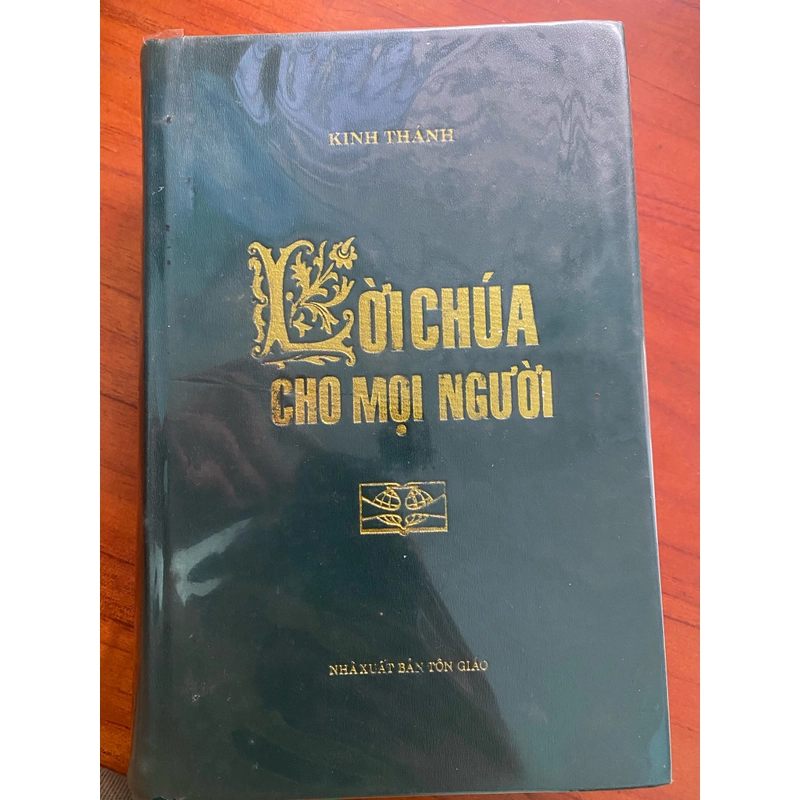 KINH THÁNH
LỜI CHÚA
CHO MỌI NGƯỜI
NHÀ XUẤT BẢN TÔN GIÁO